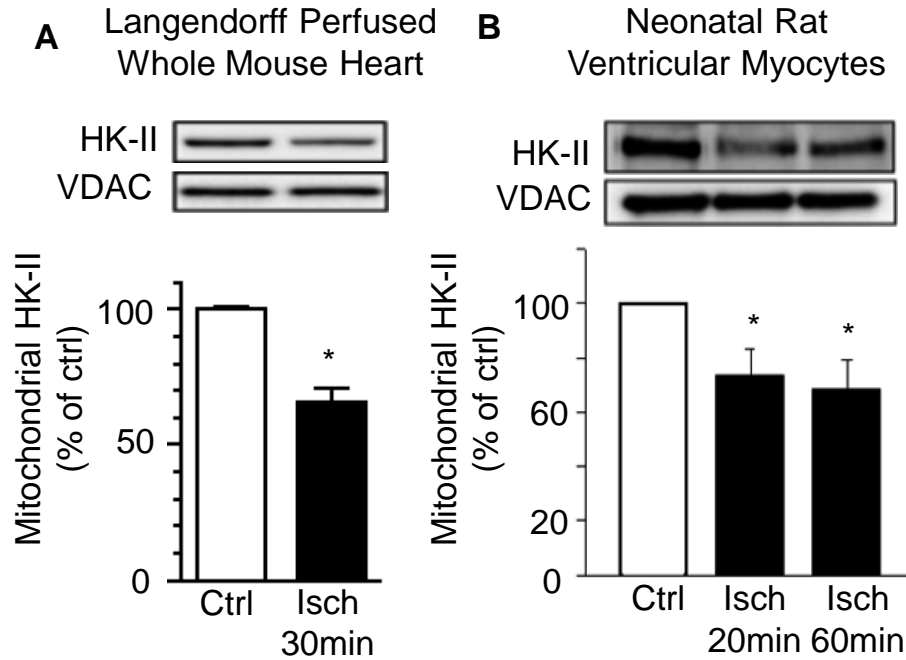 A
Langendorff Perfused
Whole Mouse Heart
HK-II
VDAC
Mitochondrial HK-II
(% of ctrl)
100
50
0
*
Ctrl
Isch
30min
B
Neonatal Rat
Ventricular Myocytes
HK-II
VDAC
Mitochondrial HK-II
(% of ctrl)
100
60
20
0
*
*
Ctrl
Isch
20min
Isch
60min